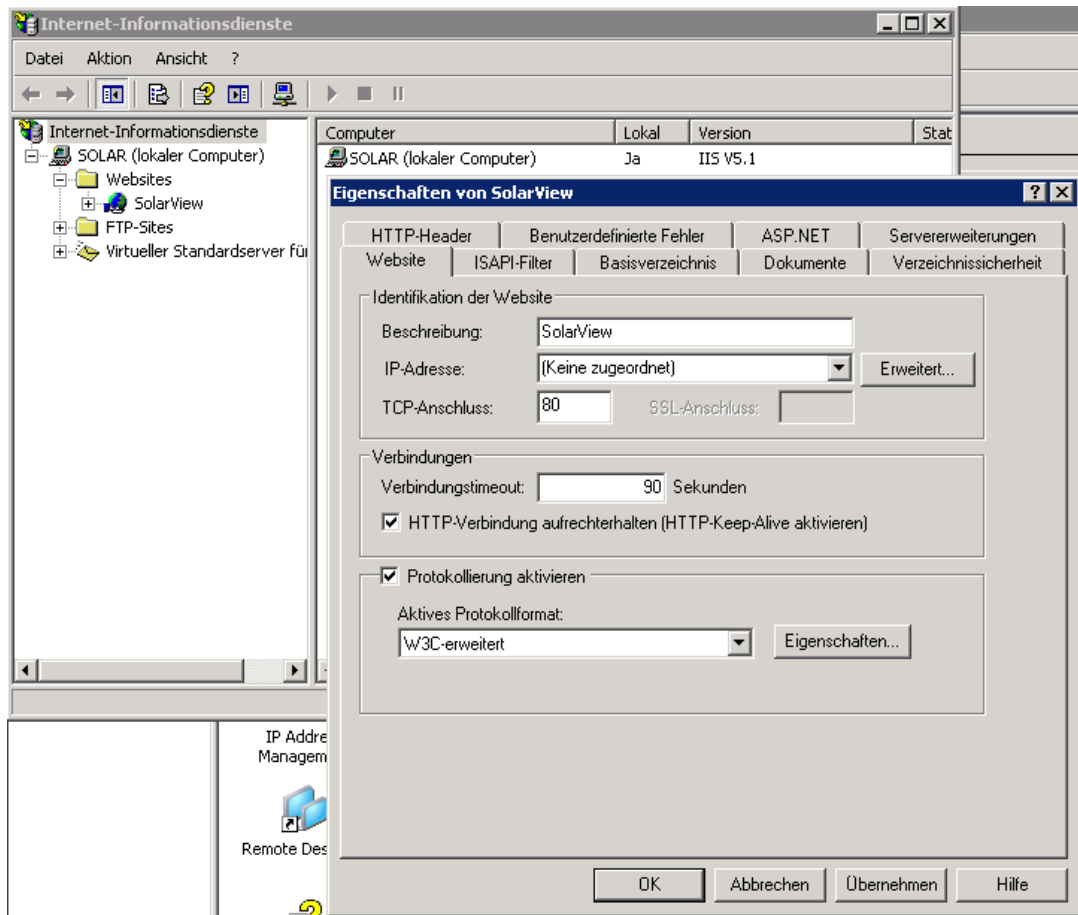 Internet-Informationsdienste
Datei Aktion Ansicht ?
Internet-Informationsdienste
SOLAR (lokaler Computer)
Websites
SolarView
FTP-Sites
Virtueller Standardserver für
Computer Lokal Version Stat
SOLAR (lokaler Computer) Ja IIS V5.1
Eigenschaften von SolarView
HTTP-Header Benutzerdefinierte Fehler ASP.NET Servererweiterungen
Website ISAPI-Filter Basisverzeichnis Dokumente Verzeichnissicherheit
Identifikation der Website
Beschreibung: SolarView
IP-Adresse: (Keine zugeordnet) Erweitert...
TCP-Anschluss: 80 SSL-Anschluss:
Verbindungen
Verbindungstimeout: 90 Sekunden
HTTP-Verbindung aufrechterhalten (HTTP-Keep-Alive aktivieren)
Protokollierung aktivieren
Aktives Protokollformat:
W3C-erweitert Eigenschaften...
OK Abbrechen Übernehmen Hilfe
IP Addre
Managem
Remote Des